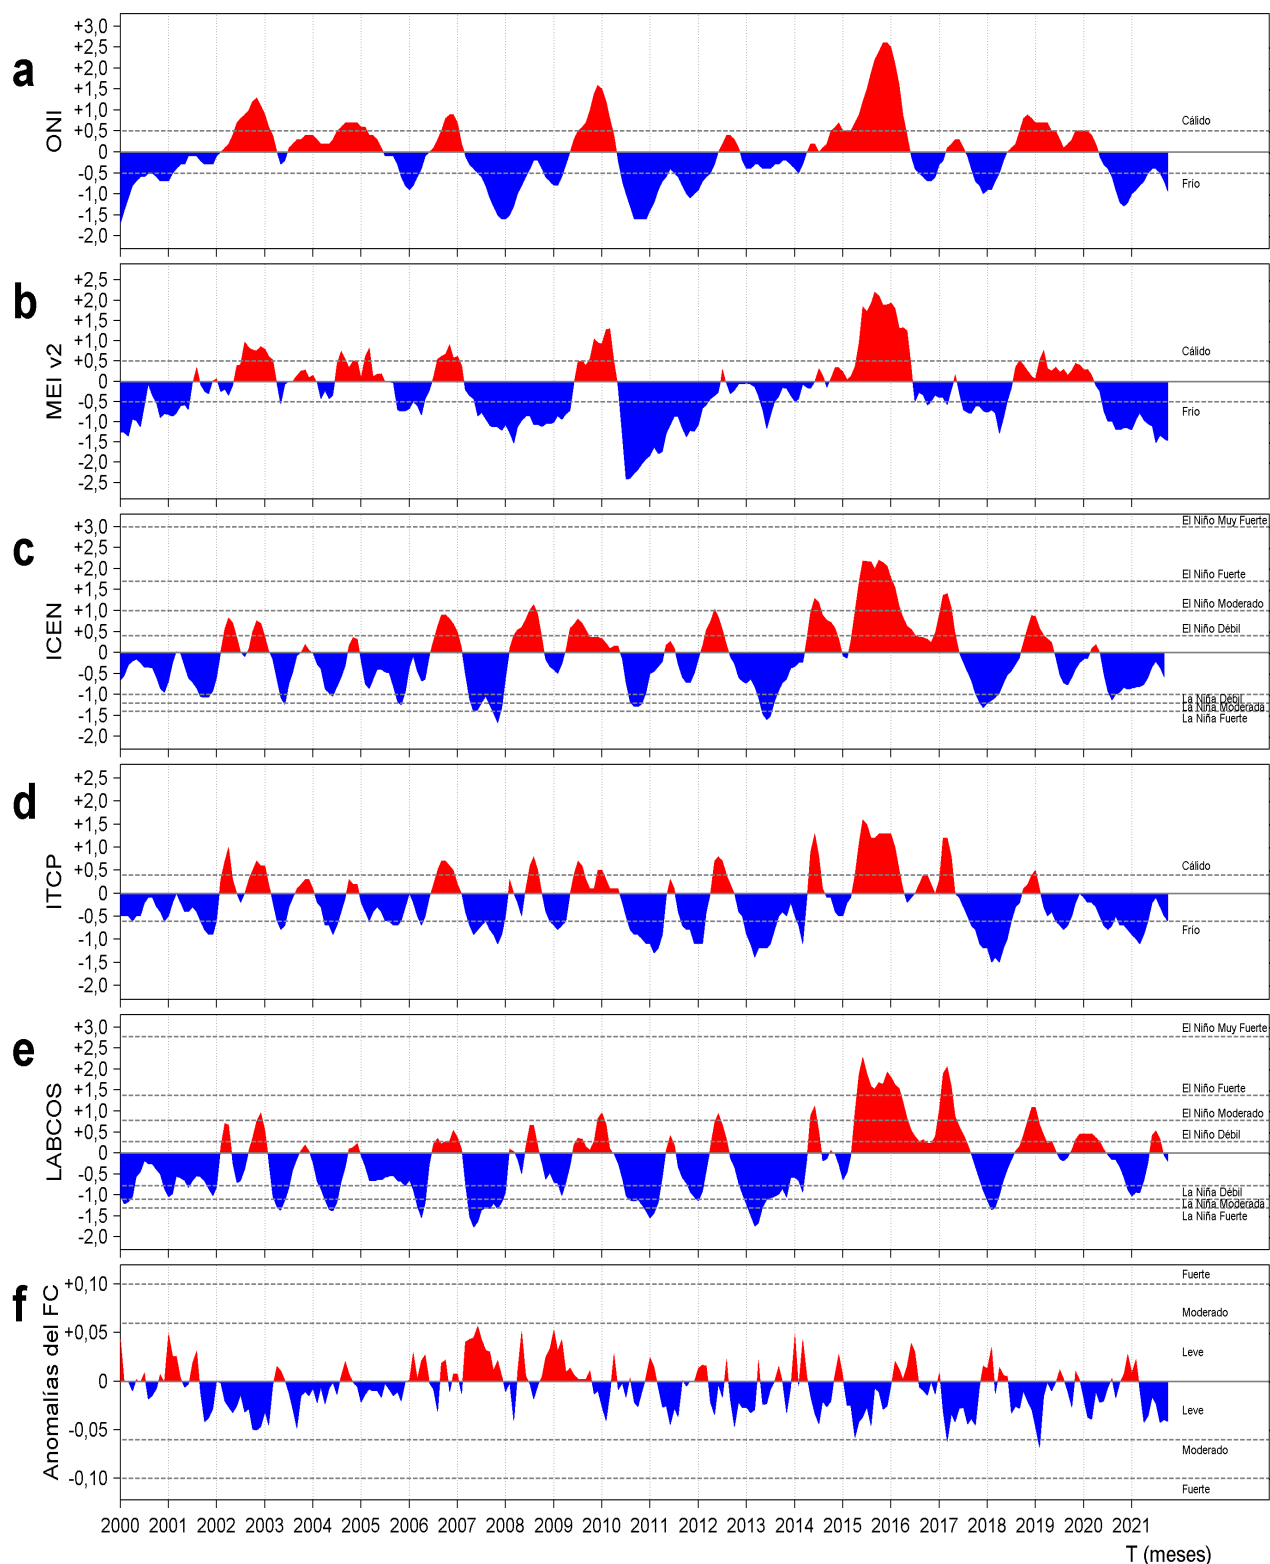 a
ONI
+3,0
+2,5
+2,0
+1,5
+1,0
+0,5
0
-0,5
-1,0
-1,5
-2,0
Cálido
Frío
b
MEI v2
+2,5
+2,0
+1,5
+1,0
+0,5
0
-0,5
-1,0
-1,5
-2,0
-2,5
Cálido
Frío
c
ICEN
+3,0
+2,5
+2,0
+1,5
+1,0
+0,5
0
-0,5
-1,0
-1,5
-2,0
El Niño Muy Fuerte
El Niño Fuerte
El Niño Moderado
El Niño Débil
La Niña Débil
La Niña Moderada
La Niña Fuerte
d
ITCP
+2,5
+2,0
+1,5
+1,0
+0,5
0
-0,5
-1,0
-1,5
-2,0
Cálido
Frío
e
LABCOS
+3,0
+2,5
+2,0
+1,5
+1,0
+0,5
0
-0,5
-1,0
-1,5
-2,0
El Niño Muy Fuerte
El Niño Fuerte
El Niño Moderado
El Niño Débil
La Niña Débil
La Niña Moderada
La Niña Fuerte
f
Anomalías del FC
+0,10
+0,05
0
-0,05
-0,10
Fuerte
Moderado
Leve
Leve
Moderado
Fuerte
2000 2001 2002 2003 2004 2005 2006 2007 2008 2009 2010 2011 2012 2013 2014 2015 2016 2017 2018 2019 2020 2021
T (meses)